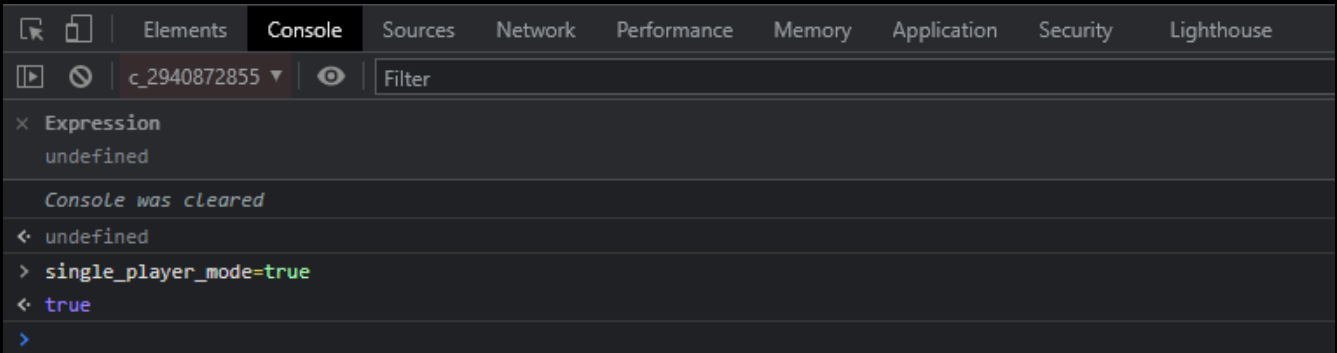 Elements Console Sources Network Performance Memory Application Security Lighthouse
c_2940872855 ▼ Filter
× Expression
undefined
Console was cleared
undefined
> single_player_mode=true
true
>